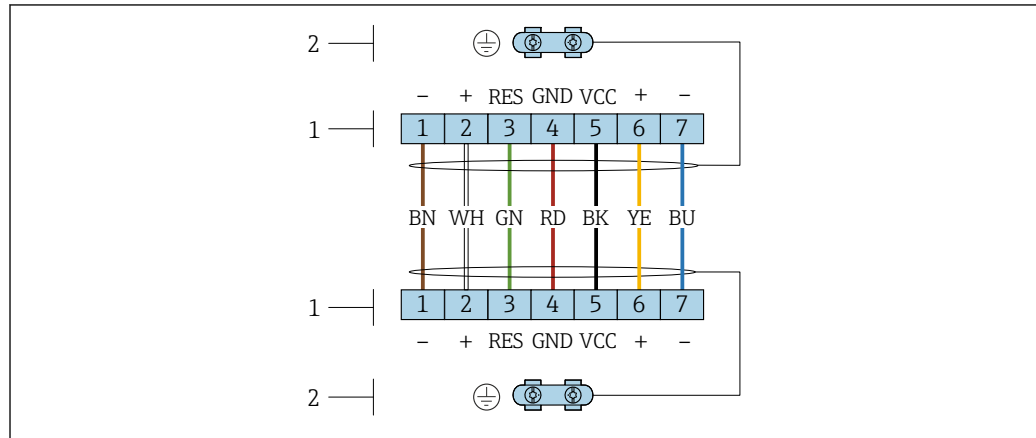 2
– + RES GND VCC + –
1 1 2 3 4 5 6 7
BN WH GN RD BK YE BU
1 1 2 3 4 5 6 7
– + RES GND VCC + –
2